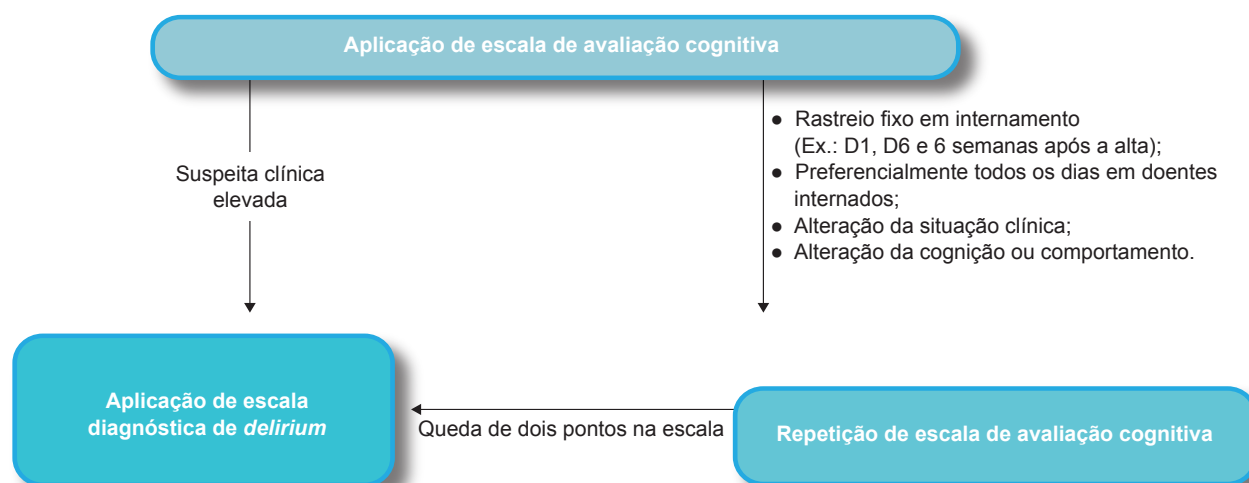 Aplicação de escala de avaliação cognitiva
Suspeita clínica
elevada
● Rastreio fixo em internamento
(Ex.: D1, D6 e 6 semanas após a alta);
● Preferencialmente todos os dias em doentes
internados;
● Alteração da situação clínica;
● Alteração da cognição ou comportamento.
Aplicação de escala
diagnóstica de delirium
Queda de dois pontos na escala
Repetição de escala de avaliação cognitiva